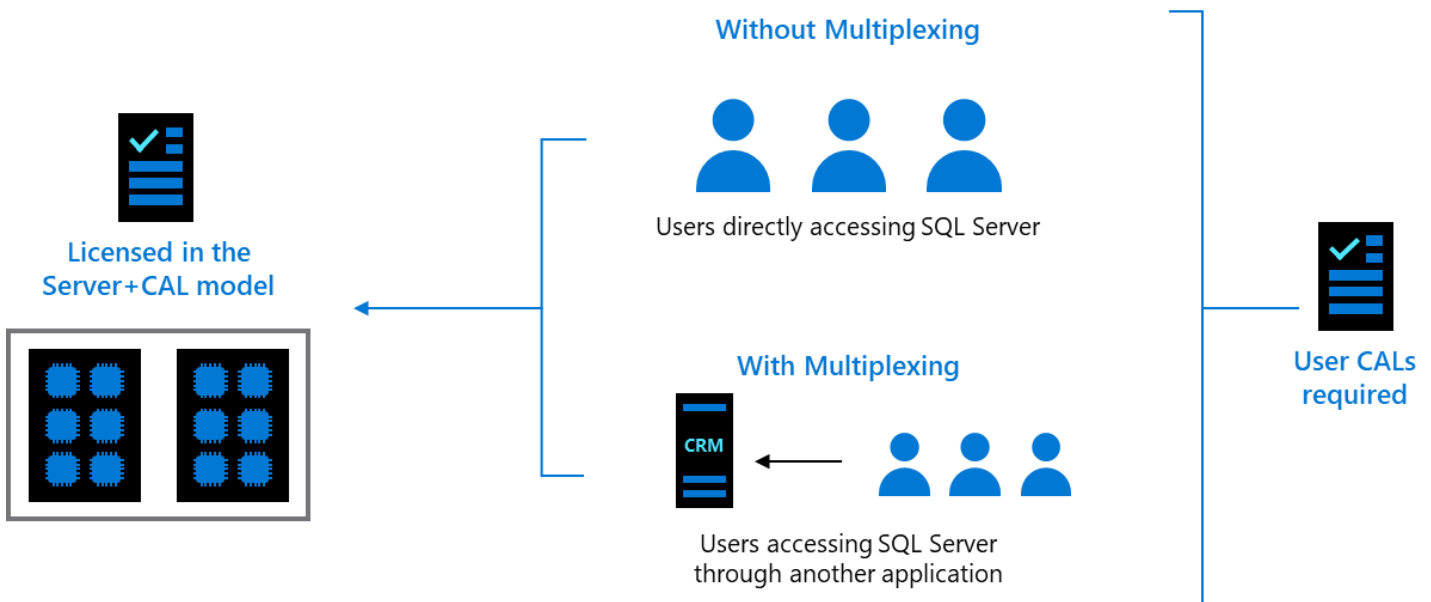 Without Multiplexing
Users directly accessing SQL Server
Licensed in the
Server+CAL model
With Multiplexing
CRM
Users accessing SQL Server
through another application
User CALs
required